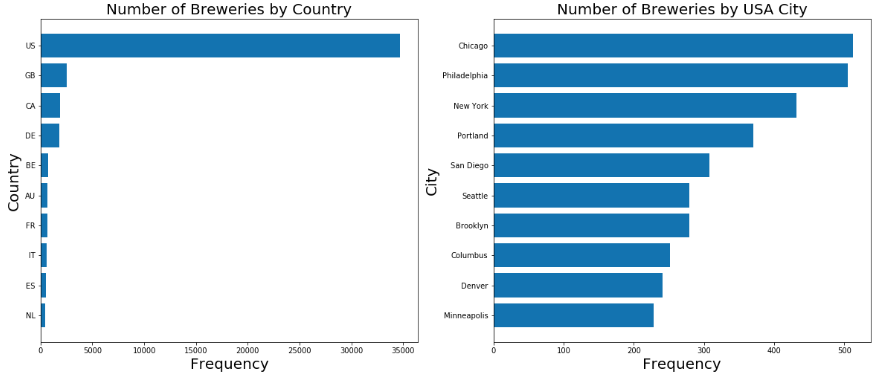 Number of Breweries by Country
US
GB
CA
DE
BE
AU
FR
IT
ES
NL
Country
0 5000 10000 15000 20000 25000 30000 35000
Frequency
Number of Breweries by USA City
Chicago
Philadelphia
New York
Portland
San Diego
Seattle
Brooklyn
Columbus
Denver
Minneapolis
City
0 100 200 300 400 500
Frequency